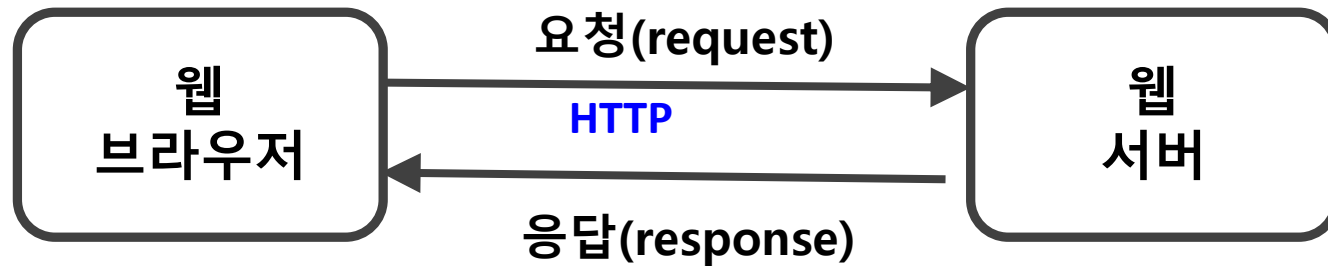 요청(request)
웹
브라우저
HTTP
웹
서버
응답(response)